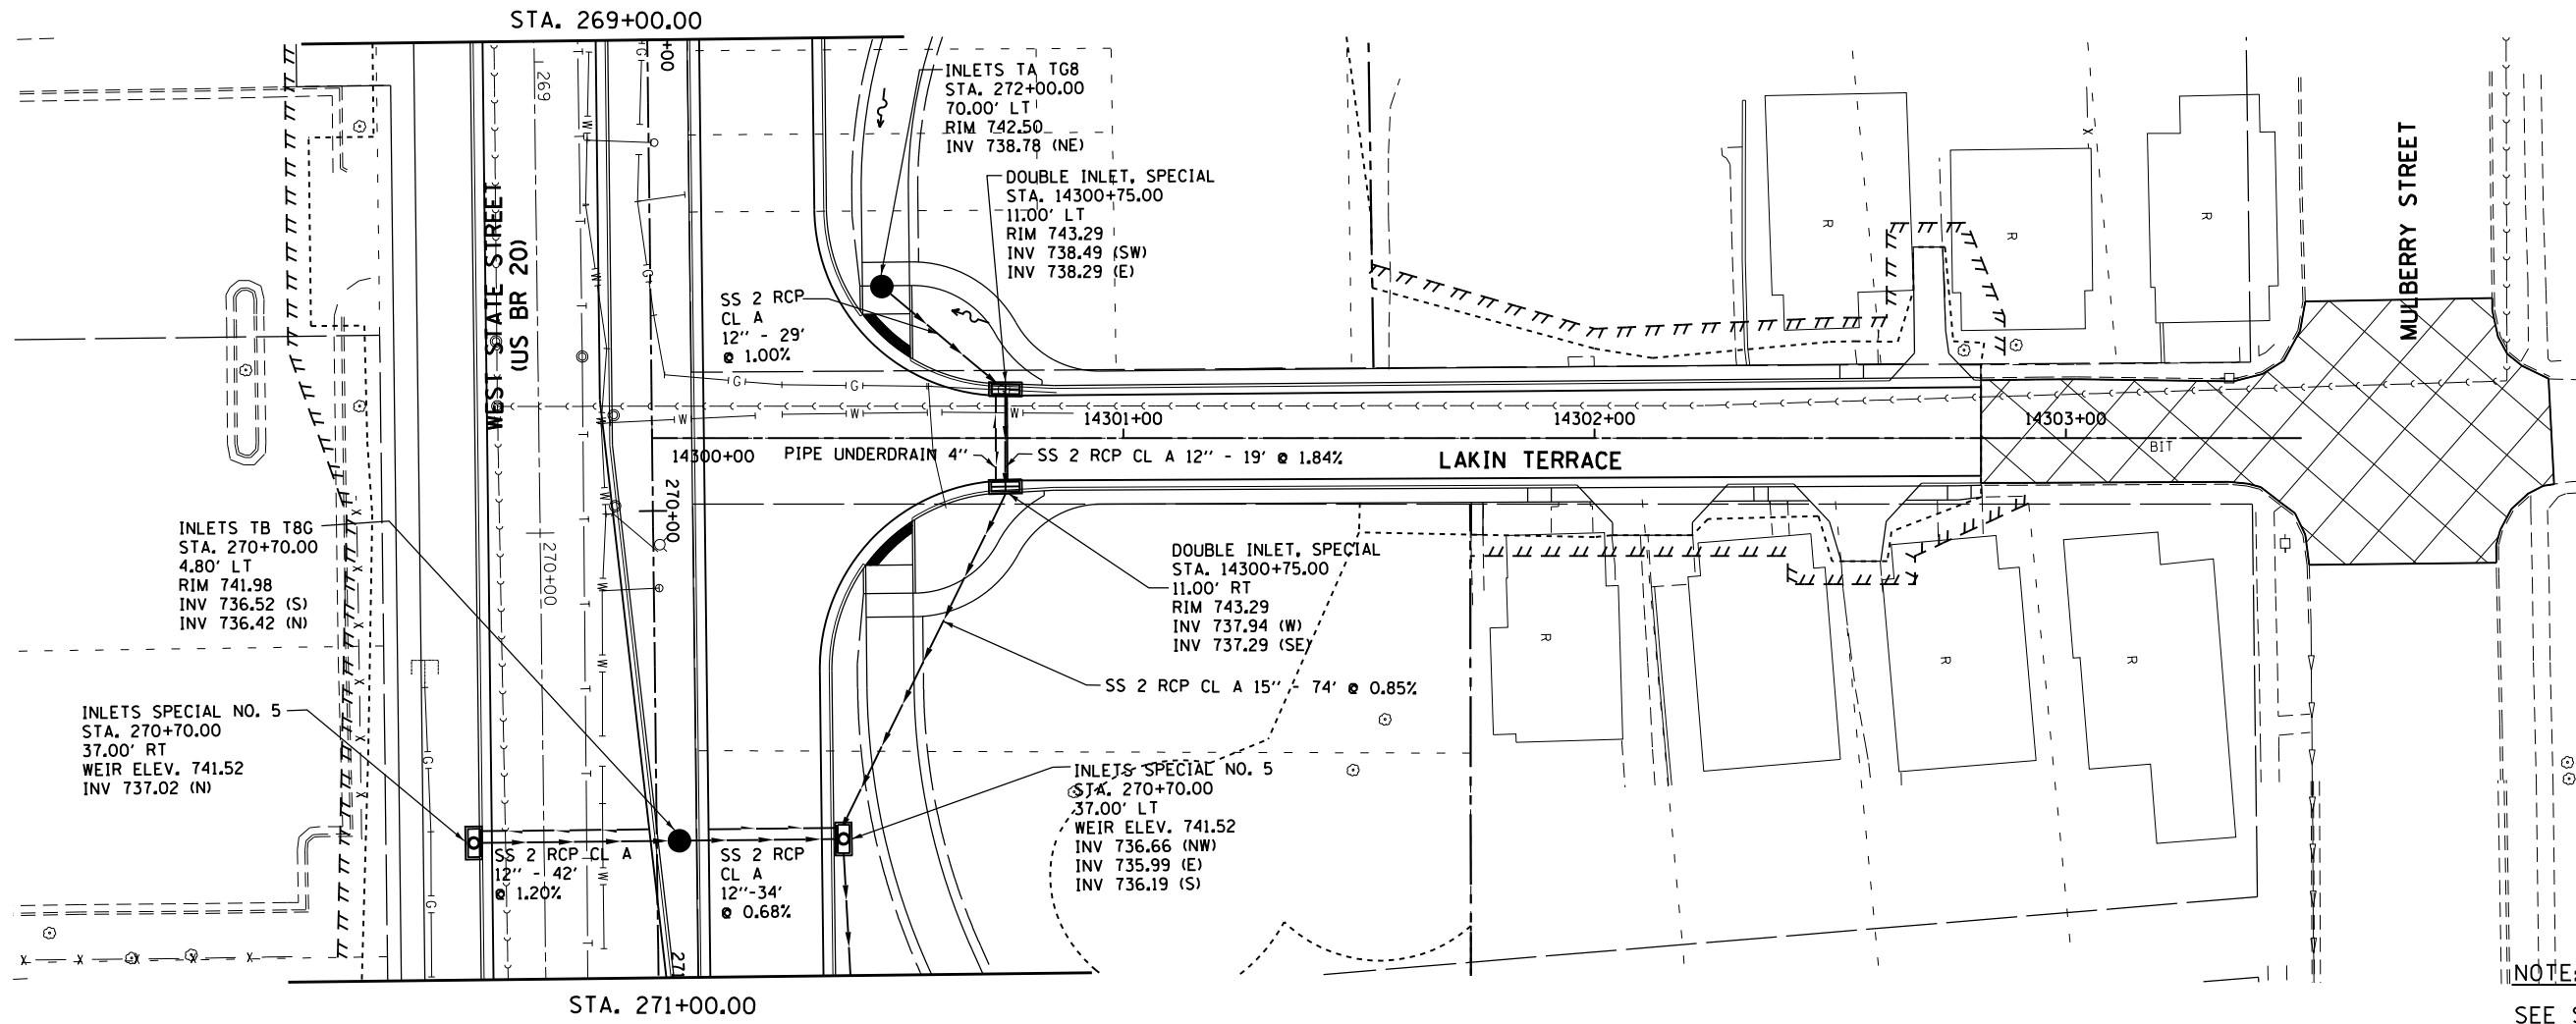 STA. 269+00.00
269
+00
INLETS TA TG8
STA. 272+00.00
70.00' LT
RIM 742.50
INV 738.78 (NE)
DOUBLE INLET, SPECIAL
STA. 14300+75.00
11.00' LT
RIM 743.29
INV 738.49 (SW)
INV 738.29 (E)
WEST STATE STREET
(US BR 20)
SS 2 RCP
CL A
12" - 29'
@ 1.00%
MULBERRY STREET
R
R
R
14301+00
14302+00
14303+00
BIT
14300+00
PIPE UNDERDRAIN 4"
SS 2 RCP CL A 12" - 19' @ 1.84%
LAKIN TERRACE
270+00
270+00
INLETS TB T8G
STA. 270+70.00
4.80' LT
RIM 741.98
INV 736.52 (S)
INV 736.42 (N)
DOUBLE INLET, SPECIAL
STA. 14300+75.00
11.00' RT
RIM 743.29
INV 737.94 (W)
INV 737.29 (SE)
R
R
R
SS 2 RCP CL A 15" - 74' @ 0.85%
INLETS SPECIAL NO. 5
STA. 270+70.00
37.00' RT
WEIR ELEV. 741.52
INV 737.02 (N)
INLETS SPECIAL NO. 5
STA. 270+70.00
37.00' LT
WEIR ELEV. 741.52
INV 736.66 (NW)
INV 735.99 (E)
INV 736.19 (S)
SS 2 RCP CL A
12" - 42'
@ 1.20%
SS 2 RCP
CL A
12"-34'
@ 0.68%
271
STA. 271+00.00
NOTE
SEE